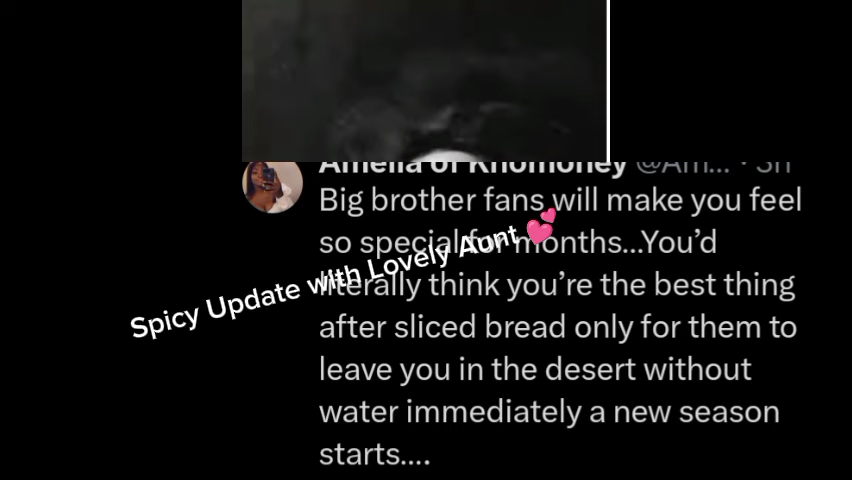 Amelia of Khomoney @Am... · 3h
Big brother fans will make you feel
so special for months...You’d
literally think you’re the best thing
after sliced bread only for them to
leave you in the desert without
water immediately a new season
starts....
Spicy Update with Lovely Aunt 💕